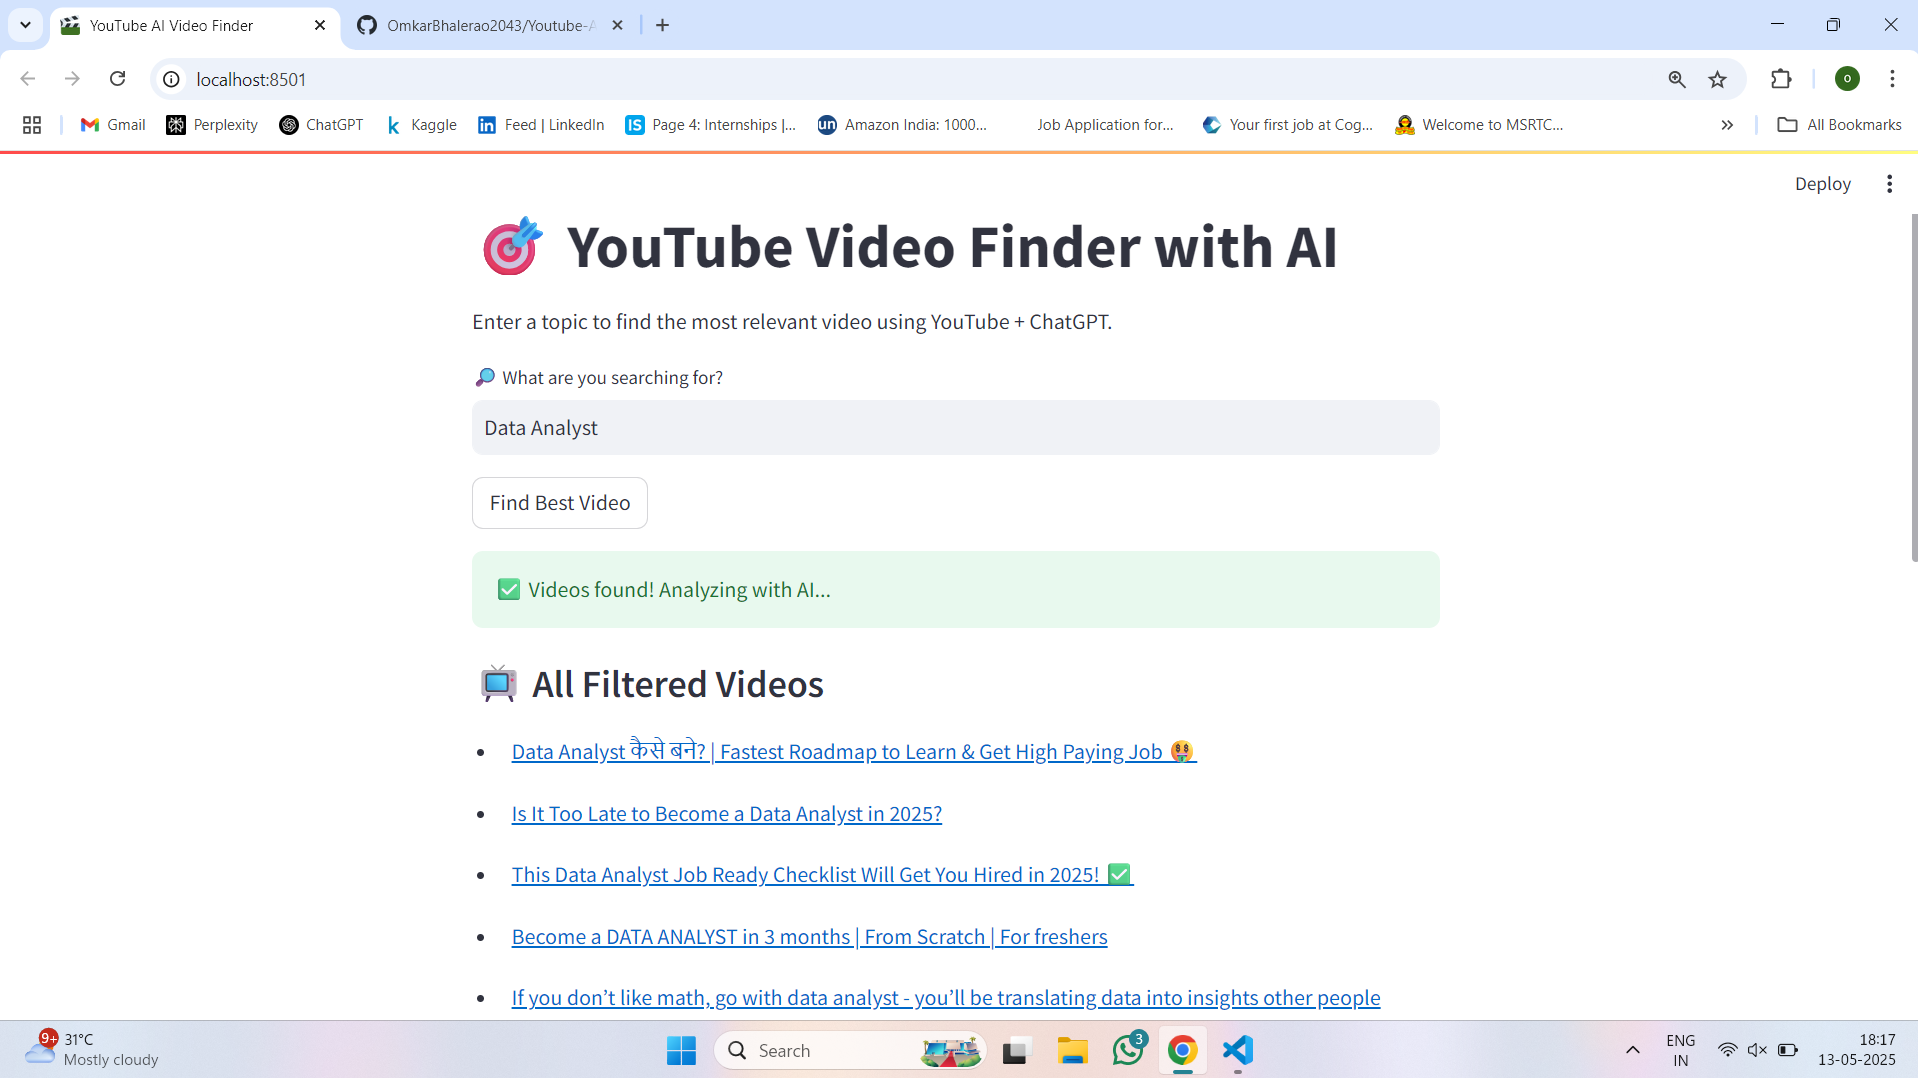 YouTube AI Video Finder
OmkarBhalerao2043/Youtube-A
localhost:8501
Gmail
Perplexity
ChatGPT
Kaggle
Feed | LinkedIn
Page 4: Internships |...
Amazon India: 1000...
Job Application for...
Your first job at Cog...
Welcome to MSRTC...
All Bookmarks
Deploy
YouTube Video Finder with AI
Enter a topic to find the most relevant video using YouTube + ChatGPT.
What are you searching for?
Data Analyst
Find Best Video
Videos found! Analyzing with AI...
All Filtered Videos
Data Analyst कैसे बने? | Fastest Roadmap to Learn & Get High Paying Job
Is It Too Late to Become a Data Analyst in 2025?
This Data Analyst Job Ready Checklist Will Get You Hired in 2025!
Become a DATA ANALYST in 3 months | From Scratch | For freshers
If you don’t like math, go with data analyst - you’ll be translating data into insights other people
9+
31°C
Mostly cloudy
Search
3
ENG
IN
18:17
13-05-2025